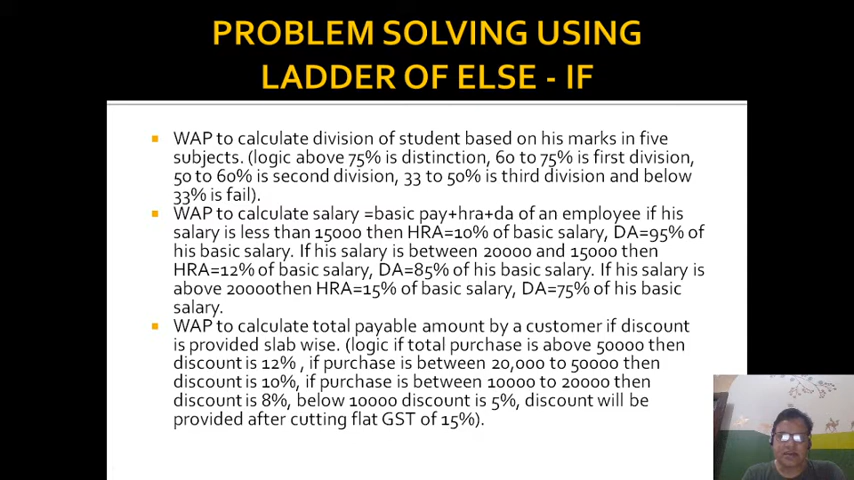 PROBLEM SOLVING USING
LADDER OF ELSE - IF
WAP to calculate division of student based on his marks in five
subjects. (logic above 75% is distinction, 60 to 75% is first division,
50 to 60% is second division, 33 to 50% is third division and below
33% is fail).
WAP to calculate salary =basic pay+hra+da of an employee if his
salary is less than 15000 then HRA=10% of basic salary, DA=95% of
his basic salary. If his salary is between 20000 and 15000 then
HRA=12% of basic salary, DA=85% of his basic salary. If his salary is
above 20000then HRA=15% of basic salary, DA=75% of his basic
salary.
WAP to calculate total payable amount by a customer if discount
is provided slab wise. (logic if total purchase is above 50000 then
discount is 12% , if purchase is between 20,000 to 50000 then
discount is 10%, if purchase is between 10000 to 20000 then
discount is 8%, below 10000 discount is 5%, discount will be
provided after cutting flat GST of 15%).